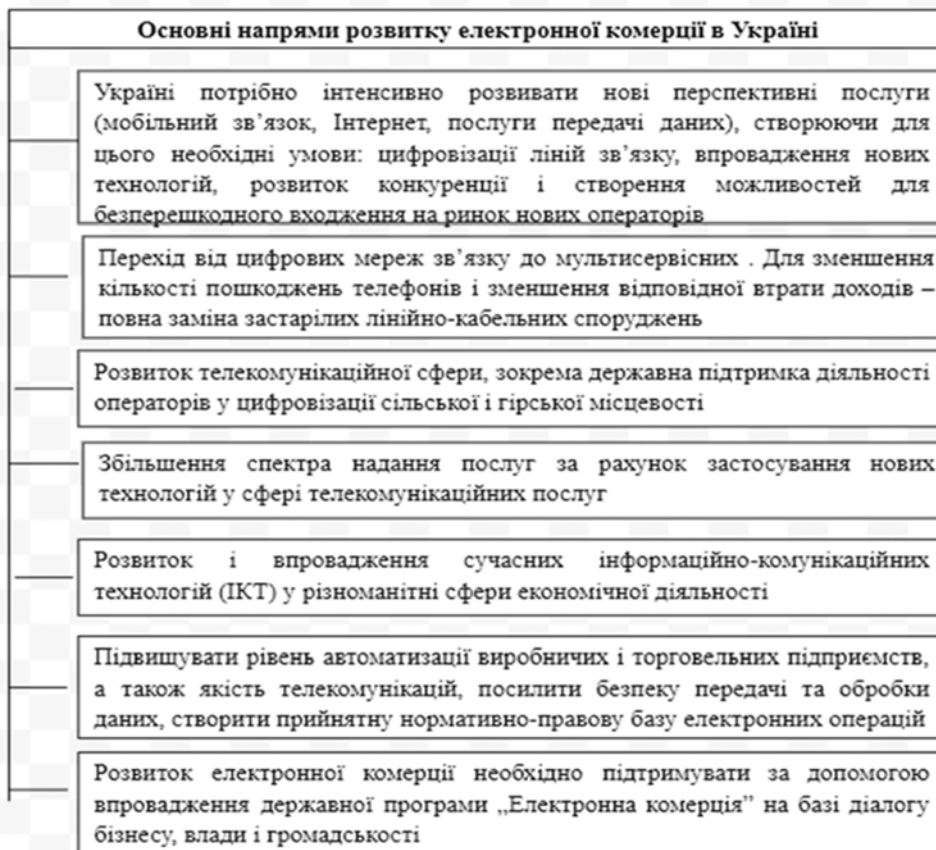 Основні напрями розвитку електронної комерції в Україні
Україні потрібно інтенсивно розвивати нові перспективні послуги
(мобільний зв’язок, Інтернет, послуги передачі даних), створюючи для
цього необхідні умови: цифровізації ліній зв’язку, впровадження нових
технологій, розвиток конкуренції і створення можливостей для
безперешкодного входження на ринок нових операторів
Перехід від цифрових мереж зв’язку до мультисервісних . Для зменшення
кількості пошкоджень телефонів і зменшення відповідної втрати доходів –
повна заміна застарілих лінійно-кабельних споруджень
Розвиток телекомунікаційної сфери, зокрема державна підтримка діяльності
операторів у цифровізації сільської і гірської місцевості
Збільшення спектра надання послуг за рахунок застосування нових
технологій у сфері телекомунікаційних послуг
Розвиток і впровадження сучасних інформаційно-комунікаційних
технологій (ІКТ) у різноманітні сфери економічної діяльності
Підвищувати рівень автоматизації виробничих і торговельних підприємств,
а також якість телекомунікацій, посилити безпеку передачі та обробки
даних, створити прийнятну нормативно-правову базу електронних операцій
Розвиток електронної комерції необхідно підтримувати за допомогою
впровадження державної програми „Електронна комерція” на базі діалогу
бізнесу, влади і громадськості